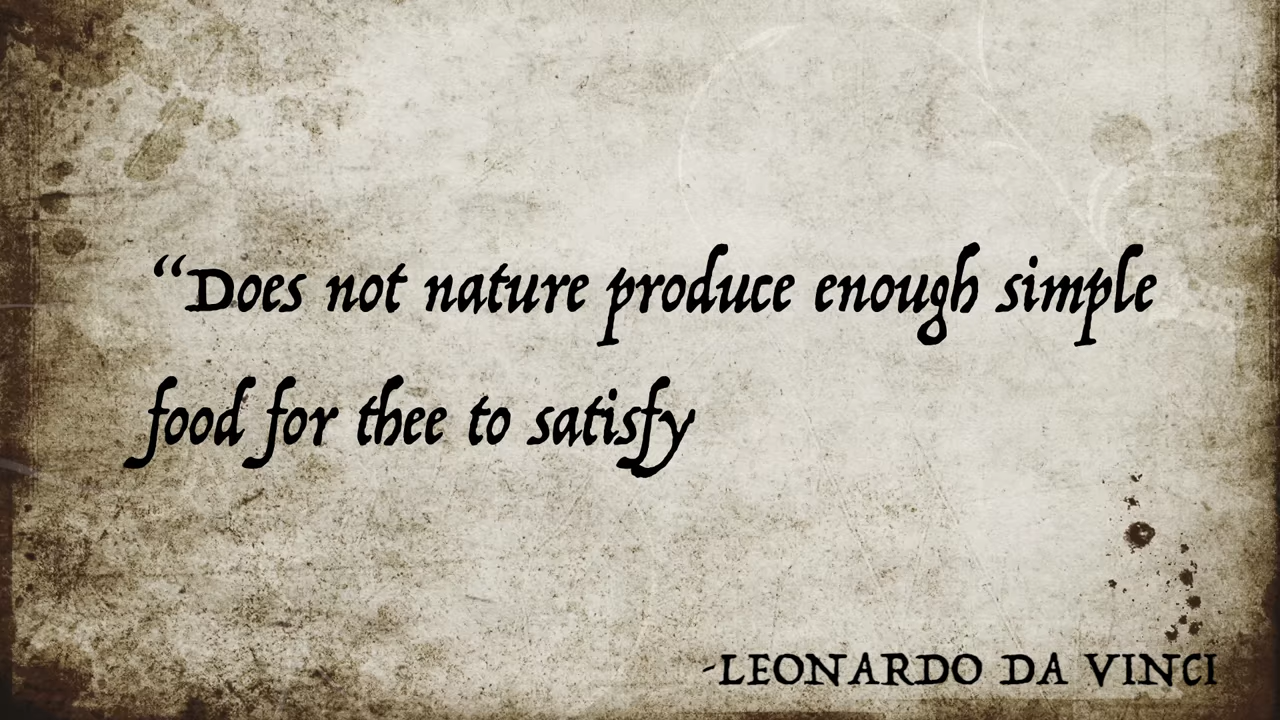 “Does not nature produce enough simple
food for thee to satisfy
-LEONARDO DA VINCI